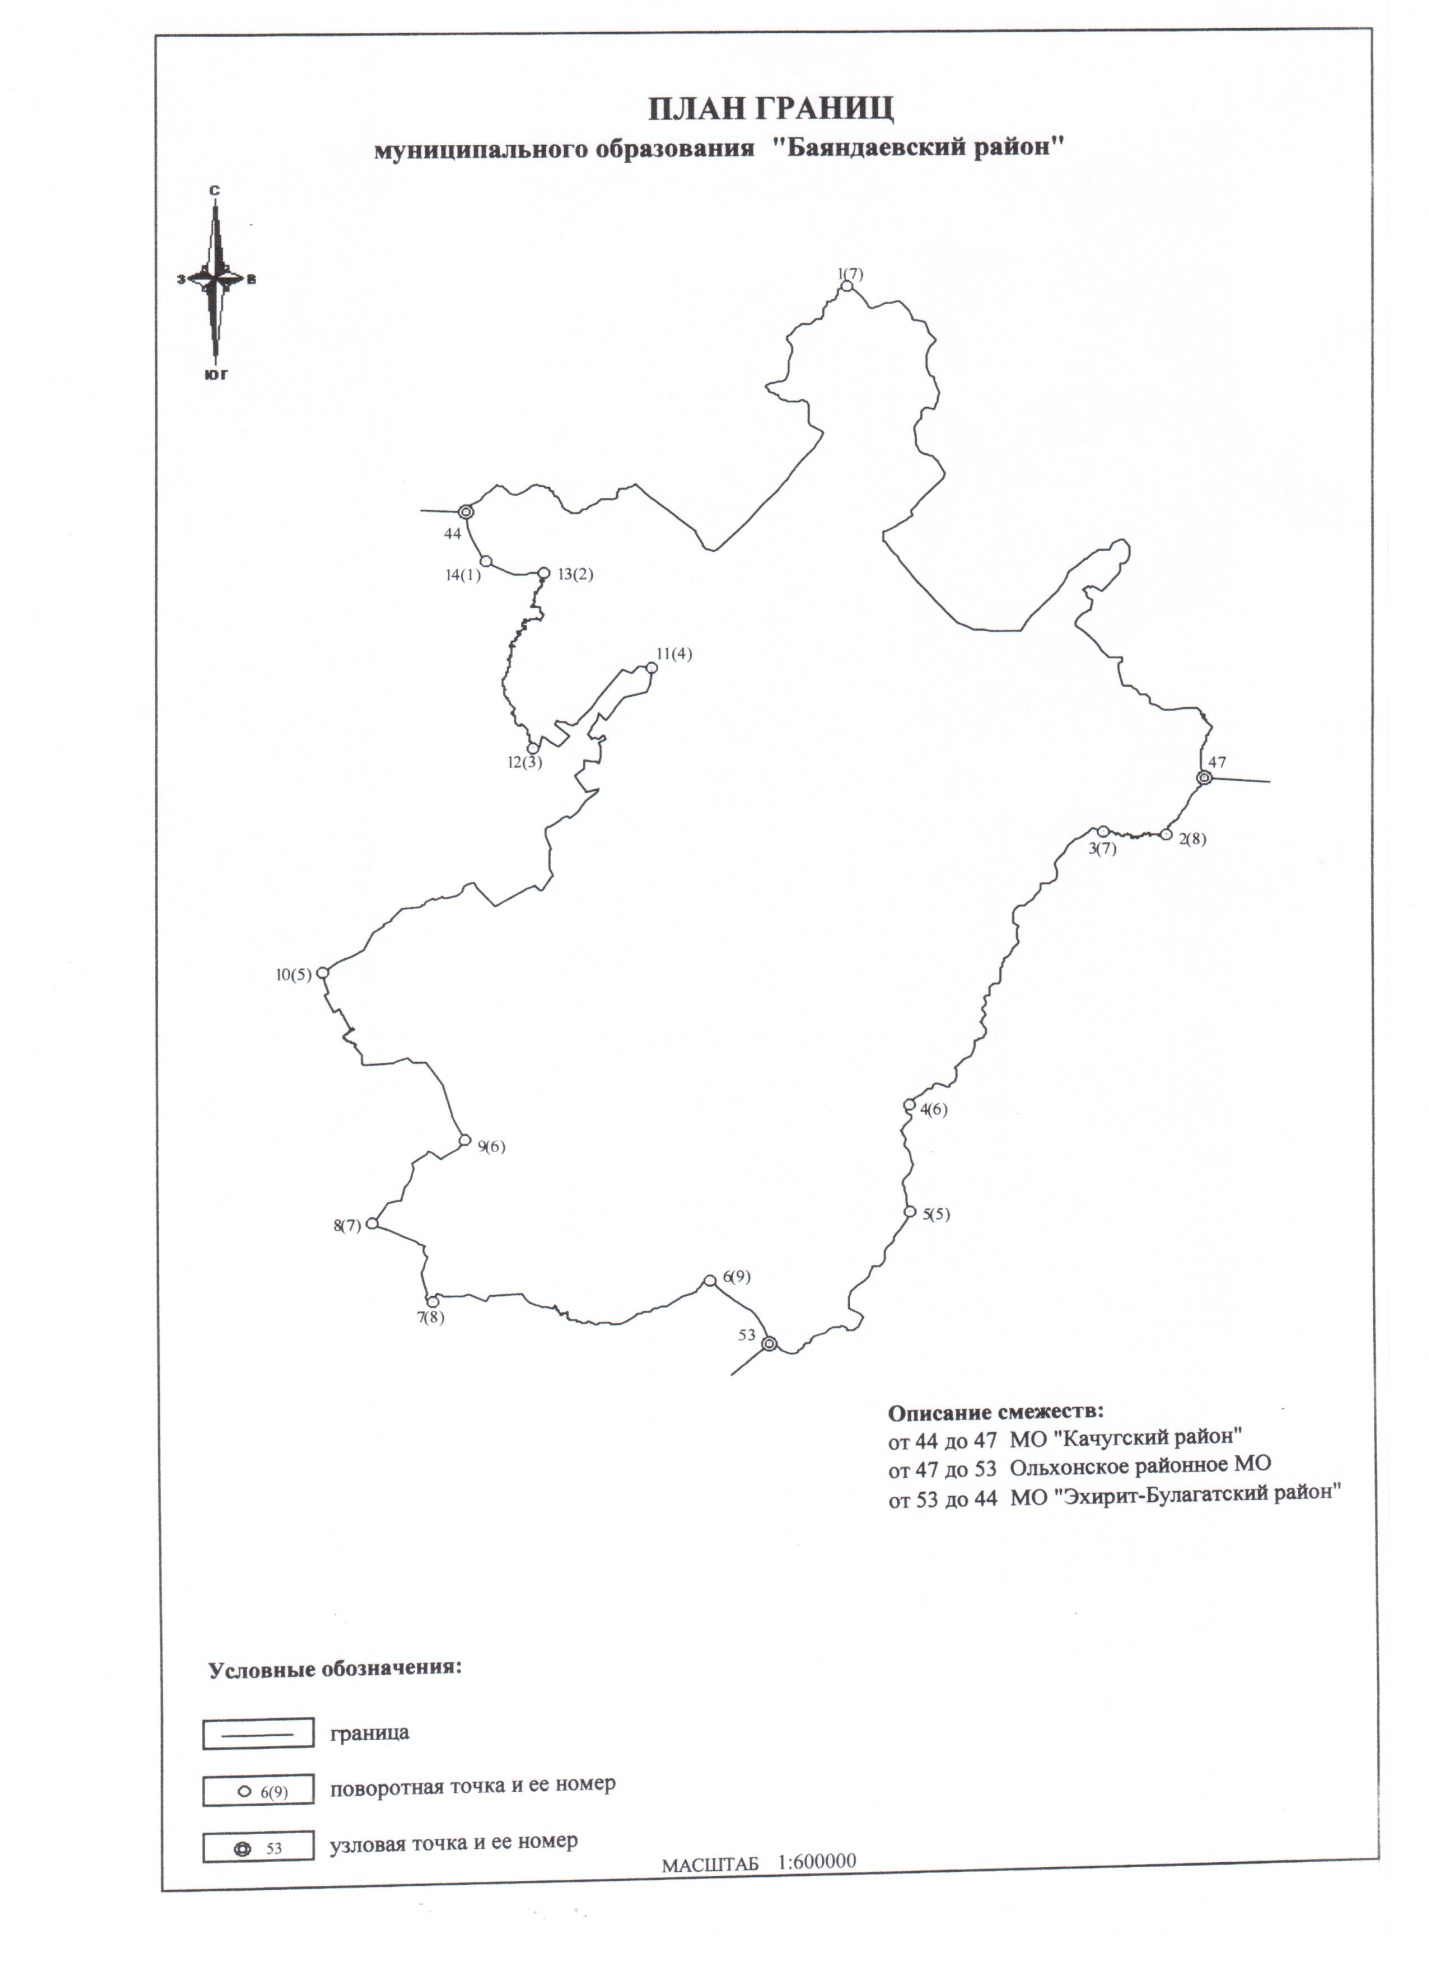 ПЛАН ГРАНИЦ
муниципального образования "Баяндаевский район"
С
З В
ЮГ
1(7)
44
14(1)
13(2)
11(4)
12(3)
47
3(7)
2(8)
10(5)
4(6)
9(6)
5(5)
8(7)
6(9)
7(8)
53
Описание смежеств:
от 44 до 47 МО "Качугский район"
от 47 до 53 Ольхонское районное МО
от 53 до 44 МО "Эхирит-Булагатский район"
Условные обозначения:
граница
6(9) поворотная точка и ее номер
53 узловая точка и ее номер
МАСШТАБ 1:600000